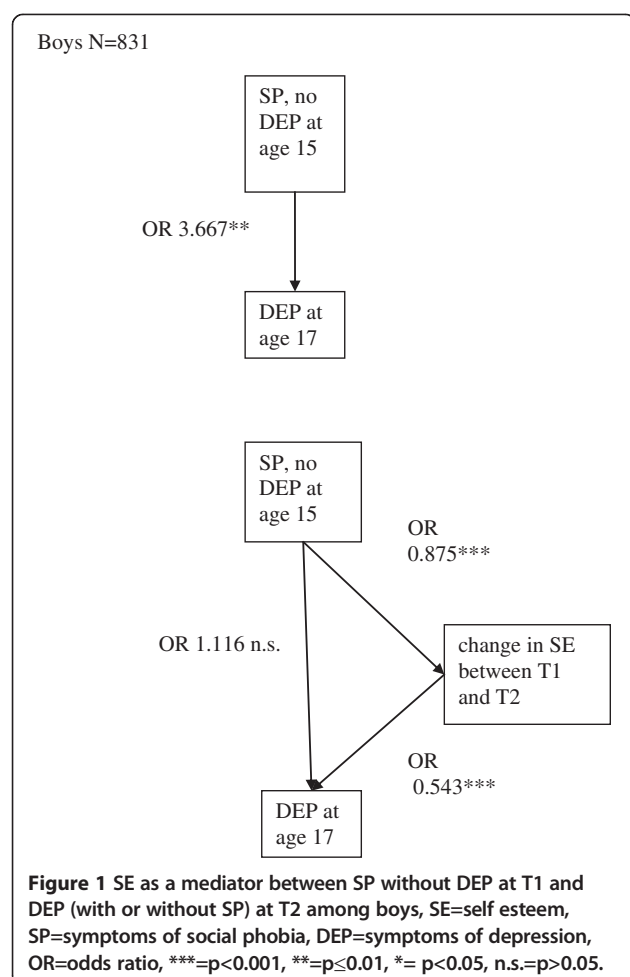 Boys N=831
SP, no
DEP at
age 15
OR 3.667**
DEP at
age 17
SP, no
DEP at
age 15
OR
0.875***
OR 1.116 n.s.
change in SE
between T1
and T2
OR
0.543***
DEP at
age 17
Figure 1 SE as a mediator between SP without DEP at T1 and
DEP (with or without SP) at T2 among boys, SE=self esteem,
SP=symptoms of social phobia, DEP=symptoms of depression,
OR=odds ratio, ***=p<0.001, **=p≤0.01, *= p<0.05, n.s.=p>0.05.